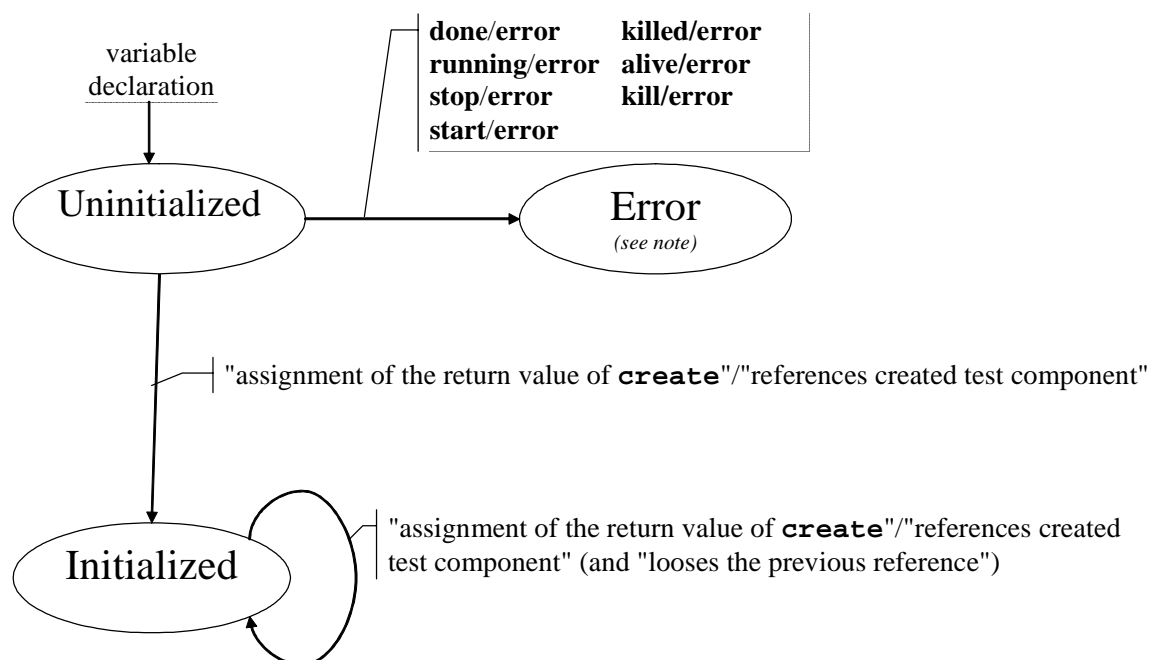 variable
declaration
done/error killed/error
running/error alive/error
stop/error kill/error
start/error
Uninitialized
Error
(see note)
"assignment of the return value of create"/"references created test component"
"assignment of the return value of create"/"references created
test component" (and "looses the previous reference")
Initialized